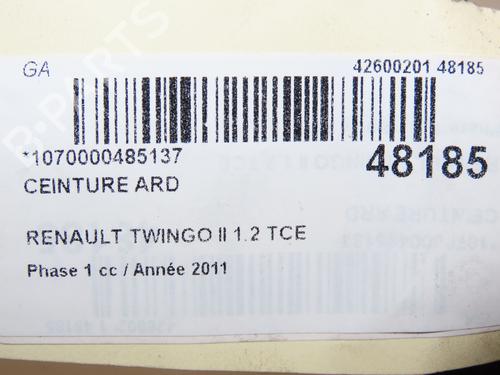 GA
42600201 48185
*1070000485137
48185
CEINTURE ARD
RENAULT TWINGO II 1.2 TCE
Phase 1 cc / Année 2011